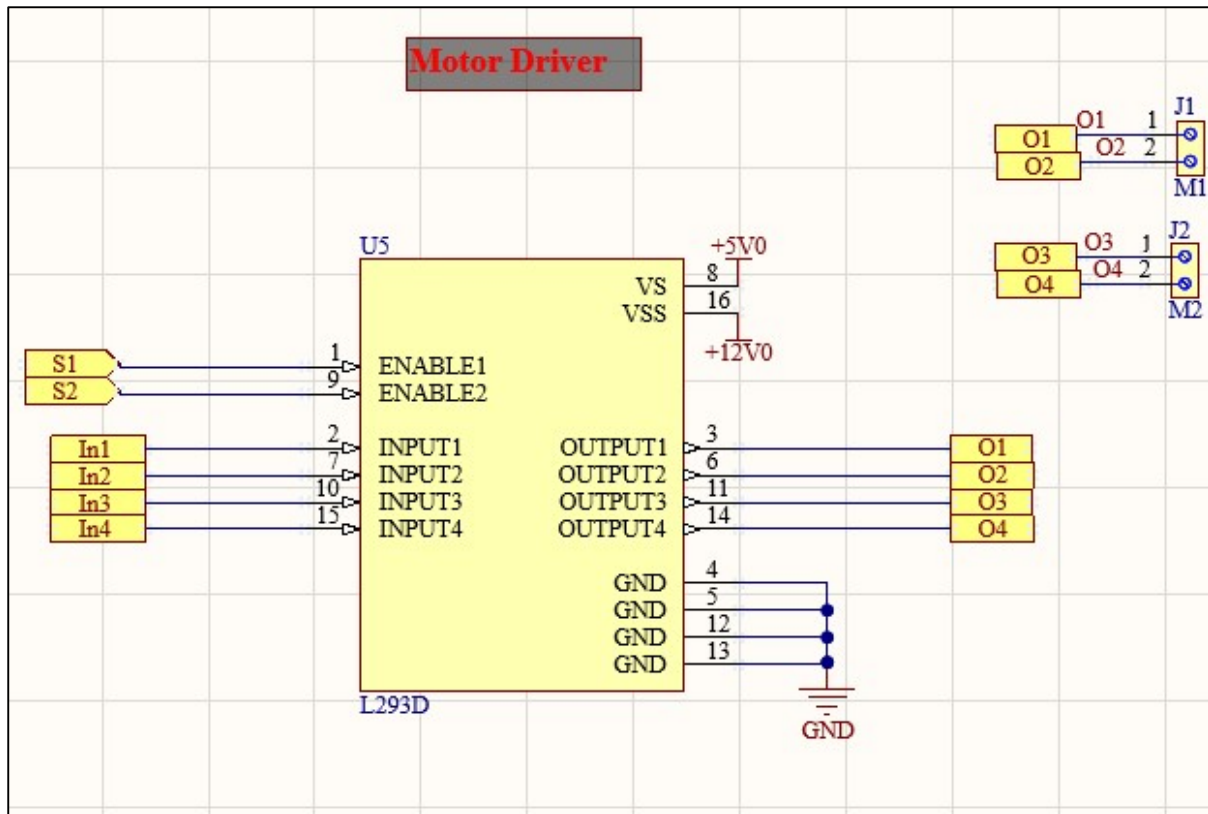 Motor Driver
J1
O1 O1 1
O2 O2 2
M1
J2
O3 O3 1
O4 O4 2
M2
U5
+5V0
VS 8
VSS 16
+12V0
S1 1 ENABLE1
S2 9 ENABLE2
In1 2 INPUT1 OUTPUT1 3 O1
In2 7 INPUT2 OUTPUT2 6 O2
In3 10 INPUT3 OUTPUT3 11 O3
In4 15 INPUT4 OUTPUT4 14 O4
GND 4
GND 5
GND 12
GND 13
L293D
GND